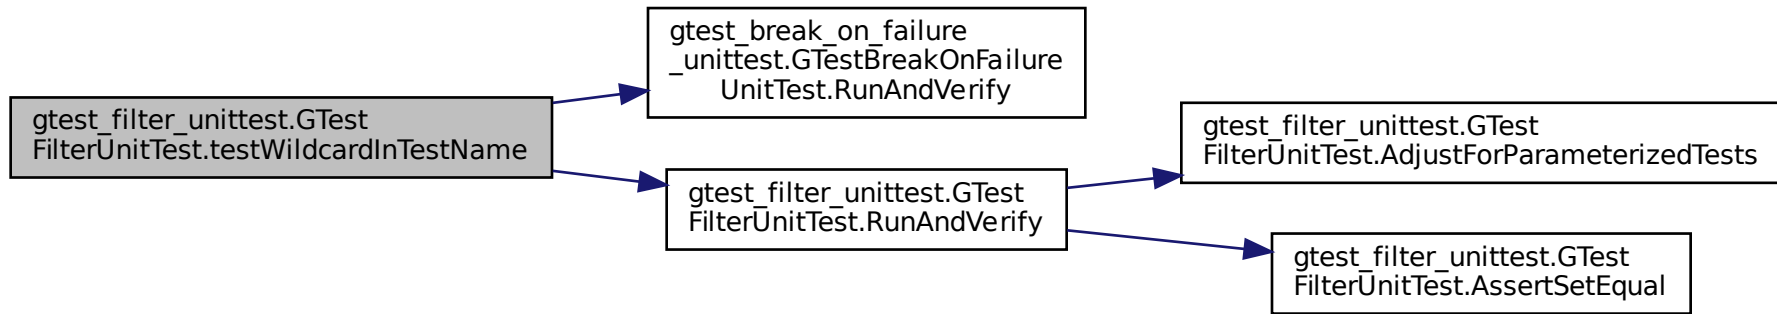 gtest_filter_unittest.GTest
FilterUnitTest.testWildcardInTestName
gtest_break_on_failure
_unittest.GTestBreakOnFailure
UnitTest.RunAndVerify
gtest_filter_unittest.GTest
FilterUnitTest.RunAndVerify
gtest_filter_unittest.GTest
FilterUnitTest.AdjustForParameterizedTests
gtest_filter_unittest.GTest
FilterUnitTest.AssertSetEqual